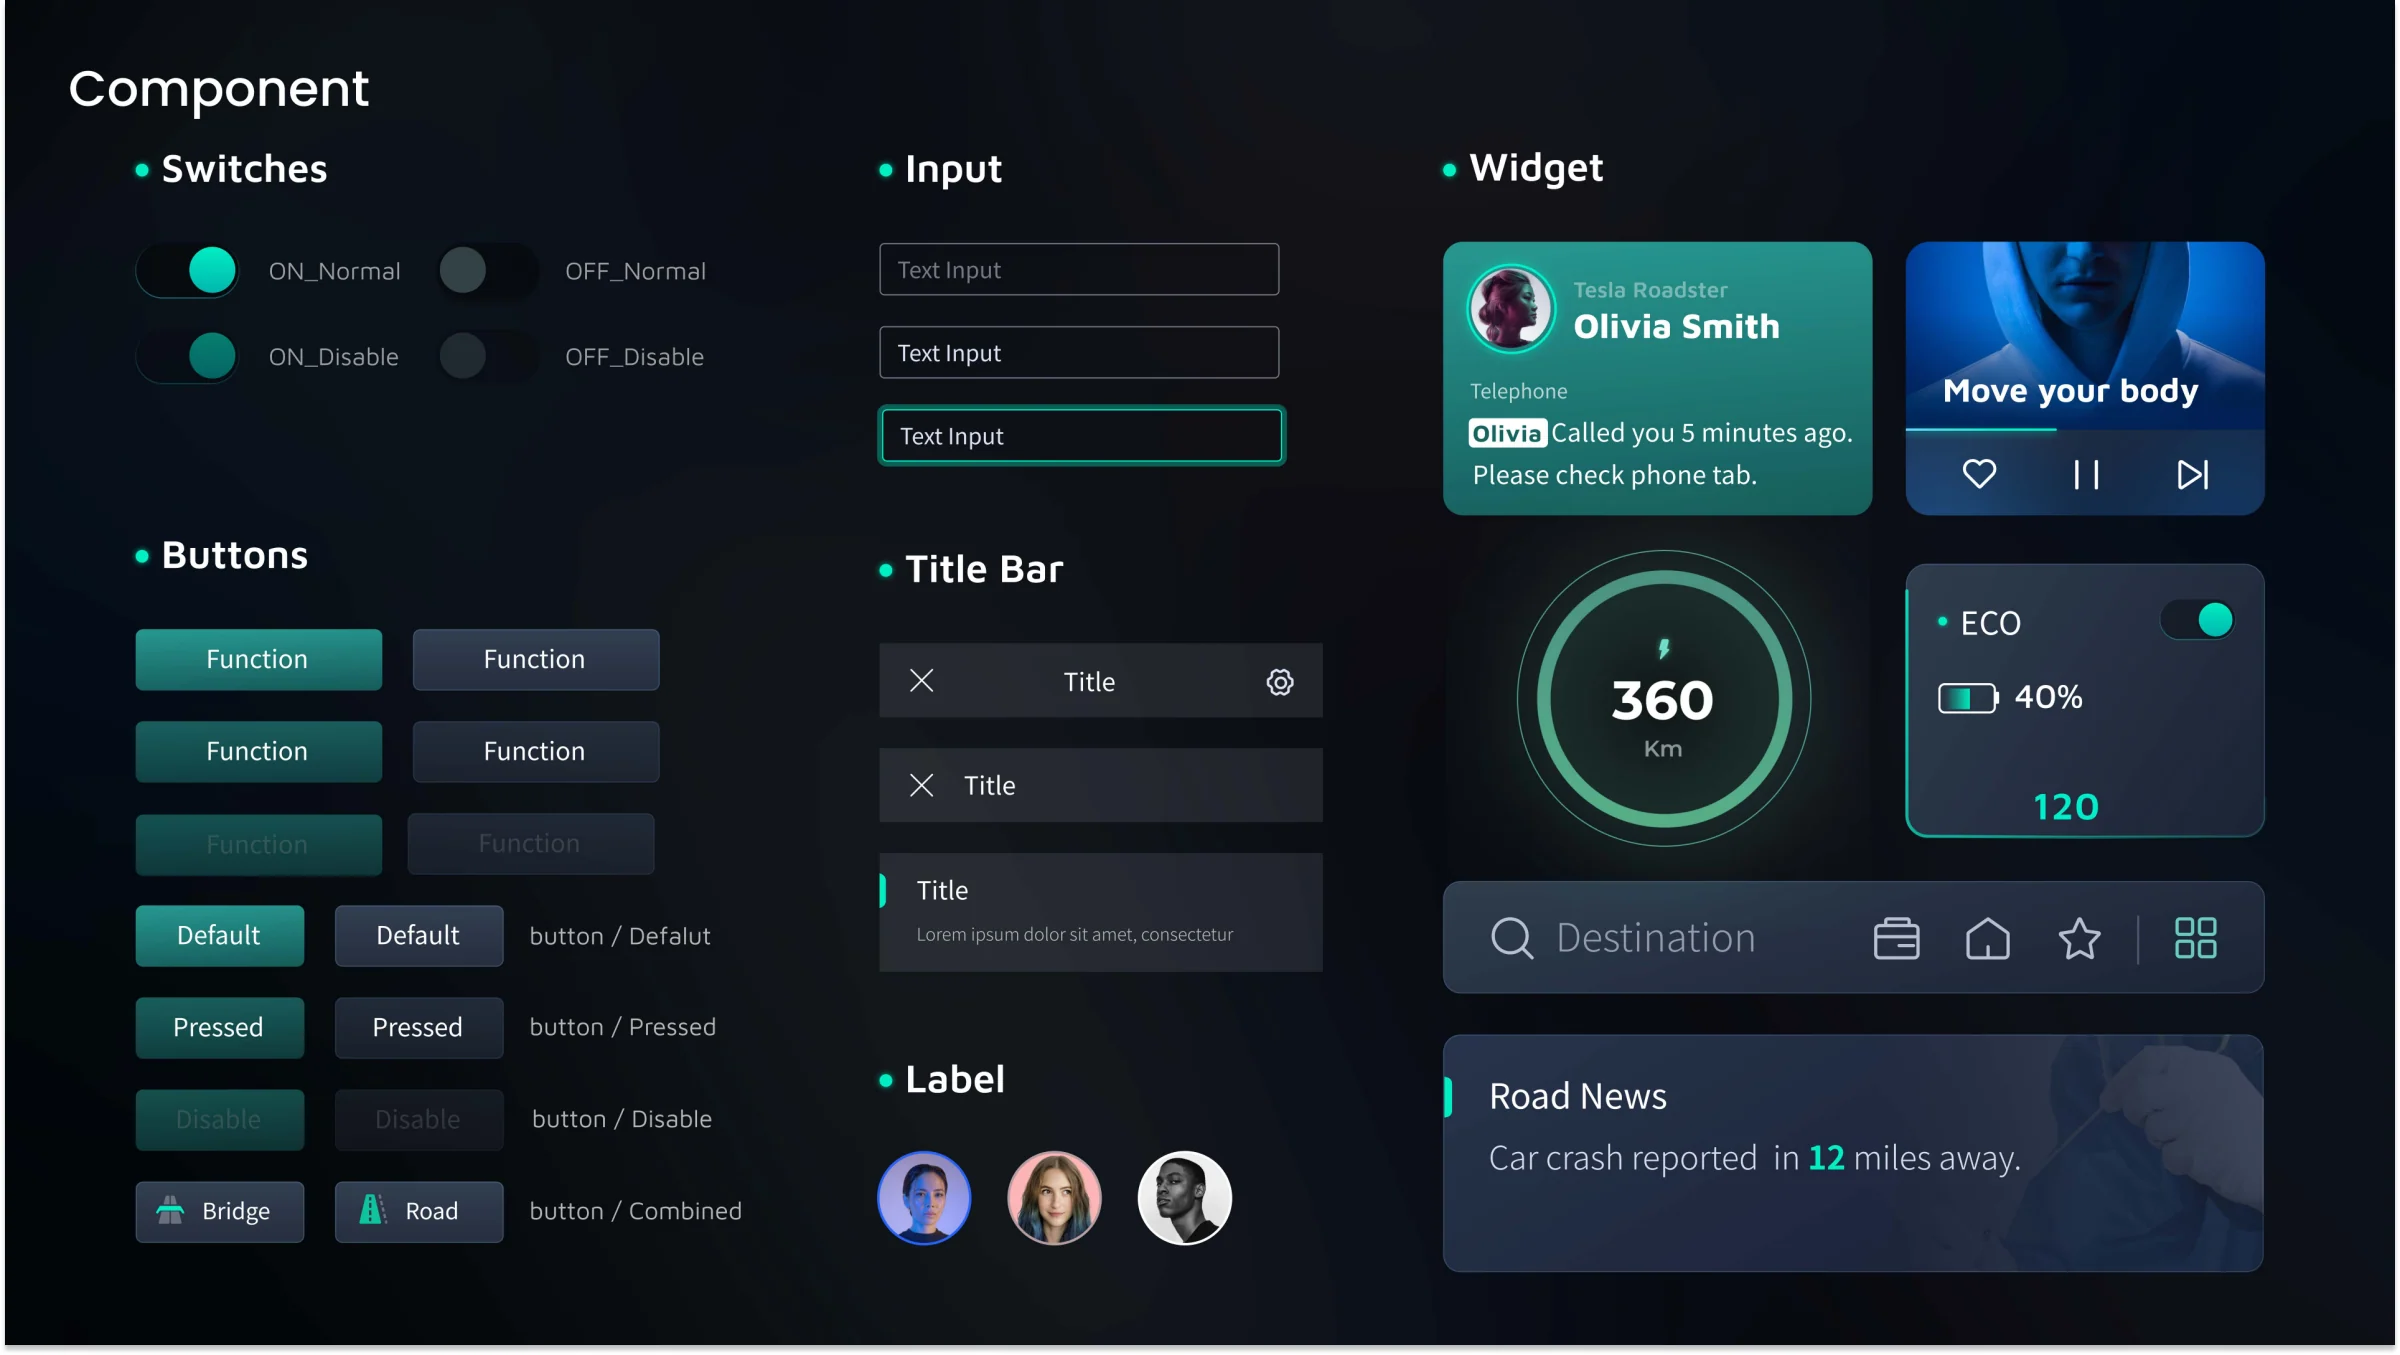 Component
Switches
ON_Normal
OFF_Normal
ON_Disable
OFF_Disable
Buttons
Function
Function
Function
Function
Function
Function
Default
Default
button / Defalut
Pressed
Pressed
button / Pressed
Disable
Disable
button / Disable
Bridge
Road
button / Combined
Input
Text Input
Text Input
Text Input
Title Bar
Title
Title
Title
Lorem ipsum dolor sit amet, consectetur
Label
Widget
Tesla Roadster
Olivia Smith
Telephone
Olivia Called you 5 minutes ago.
Please check phone tab.
Move your body
360
Km
ECO
40%
120
Destination
Road News
Car crash reported in 12 miles away.